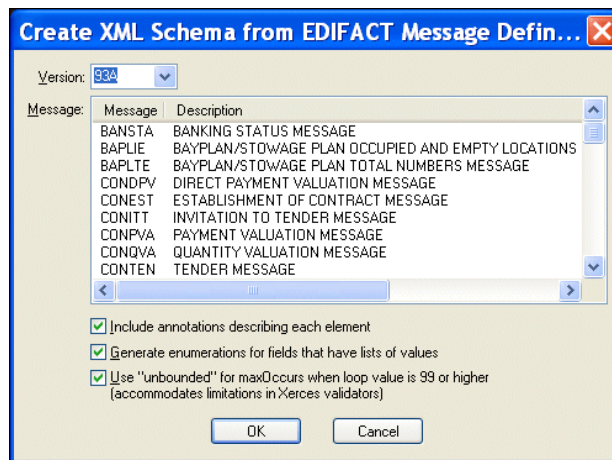 Create XML Schema from EDIFACT Message Defin...
Version: 93A
Message: Message Description
BANSTA BANKING STATUS MESSAGE
BAPLIE BAYPLAN/STOWAGE PLAN OCCUPIED AND EMPTY LOCATIONS
BAPLTE BAYPLAN/STOWAGE PLAN TOTAL NUMBERS MESSAGE
CONDPV DIRECT PAYMENT VALUATION MESSAGE
CONEST ESTABLISHMENT OF CONTRACT MESSAGE
CONITT INVITATION TO TENDER MESSAGE
CONPVA PAYMENT VALUATION MESSAGE
CONQVA QUANTITY VALUATION MESSAGE
CONTEN TENDER MESSAGE
Include annotations describing each element
Generate enumerations for fields that have lists of values
Use "unbounded" for maxOccurs when loop value is 99 or higher
(accommodates limitations in Xerces validators)
OK Cancel